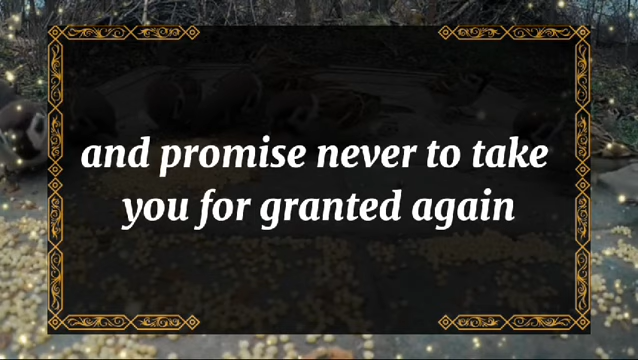 and promise never to take
you for granted again